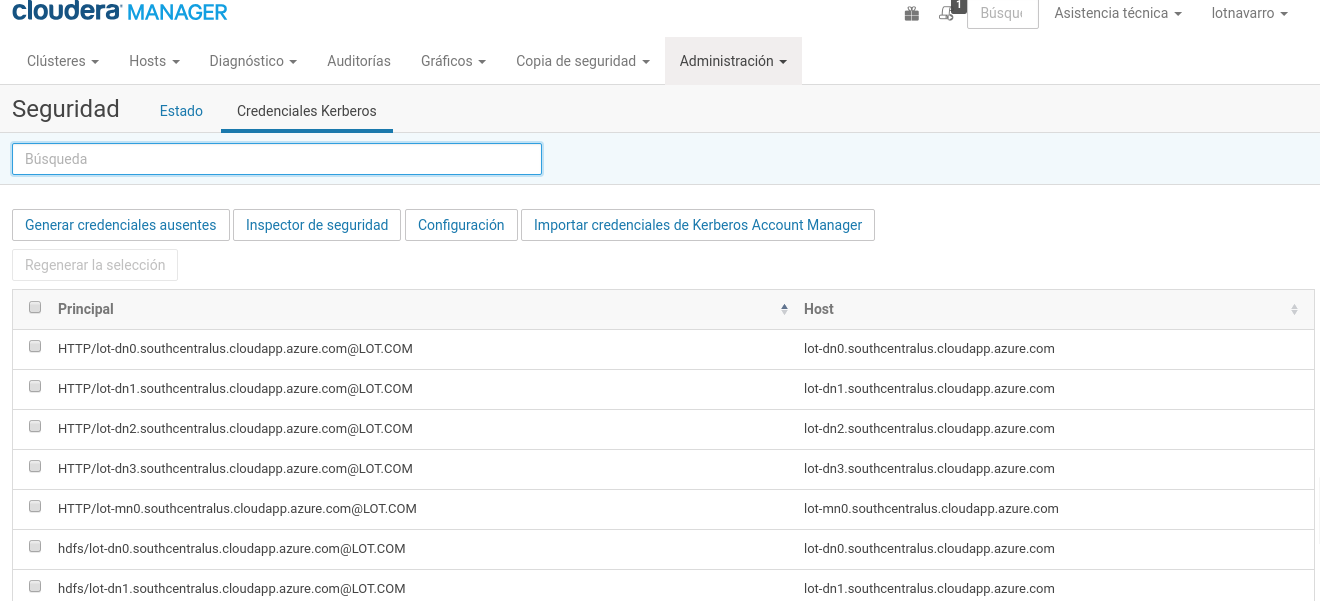 cloudera MANAGER
1
Búsqu
Asistencia técnica
lotnavarro
Clústeres
Hosts
Diagnóstico
Auditorías
Gráficos
Copia de seguridad
Administración
Seguridad
Estado
Credenciales Kerberos
Búsqueda
Generar credenciales ausentes
Inspector de seguridad
Configuración
Importar credenciales de Kerberos Account Manager
Regenerar la selección
Principal Host
HTTP/lot-dn0.southcentralus.cloudapp.azure.com@LOT.COM lot-dn0.southcentralus.cloudapp.azure.com
HTTP/lot-dn1.southcentralus.cloudapp.azure.com@LOT.COM lot-dn1.southcentralus.cloudapp.azure.com
HTTP/lot-dn2.southcentralus.cloudapp.azure.com@LOT.COM lot-dn2.southcentralus.cloudapp.azure.com
HTTP/lot-dn3.southcentralus.cloudapp.azure.com@LOT.COM lot-dn3.southcentralus.cloudapp.azure.com
HTTP/lot-mn0.southcentralus.cloudapp.azure.com@LOT.COM lot-mn0.southcentralus.cloudapp.azure.com
hdfs/lot-dn0.southcentralus.cloudapp.azure.com@LOT.COM lot-dn0.southcentralus.cloudapp.azure.com
hdfs/lot-dn1.southcentralus.cloudapp.azure.com@LOT.COM lot-dn1.southcentralus.cloudapp.azure.com